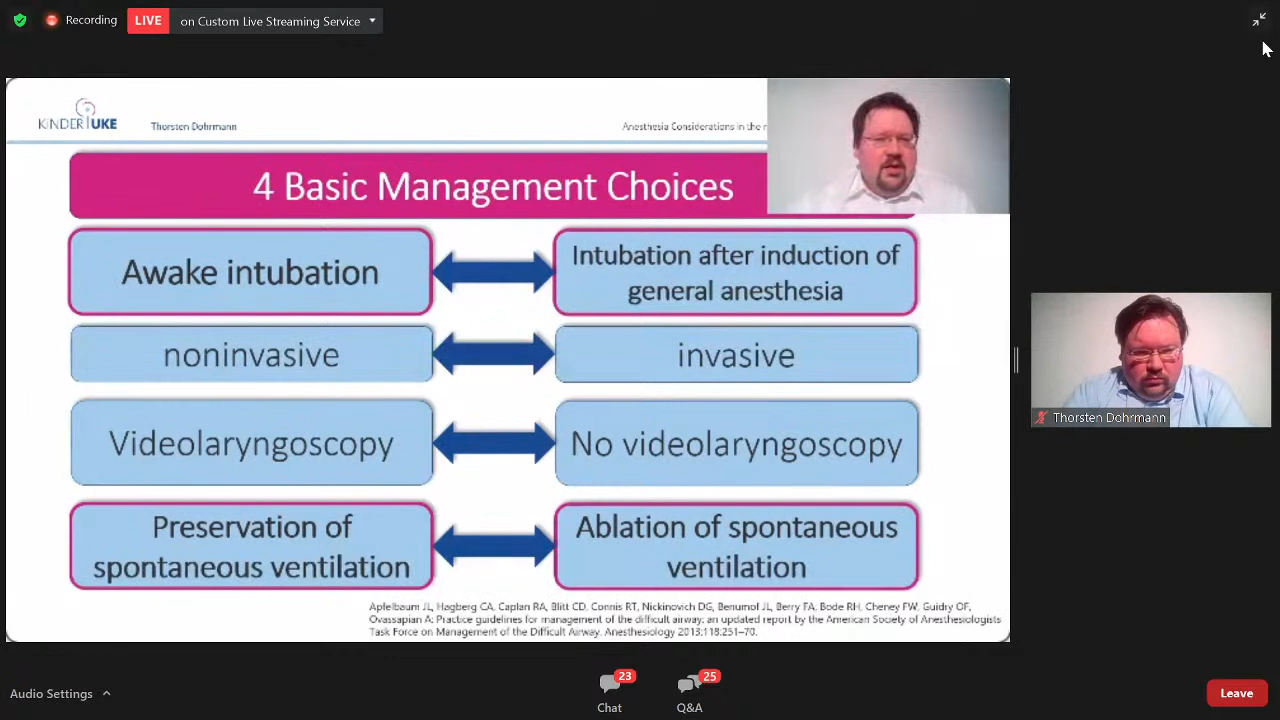 Recording
LIVE
on Custom Live Streaming Service
KINDER UKE
Thorsten Dohrmann
Anesthesia Considerations in the
4 Basic Management Choices
Awake intubation
Intubation after induction of
general anesthesia
noninvasive
invasive
Videolaryngoscopy
No videolaryngoscopy
Preservation of
spontaneous ventilation
Ablation of spontaneous
ventilation
Apfelbaum JL, Hagberg CA, Caplan RA, Blitt CD, Connis RT, Nickinovich DG, Benumof JL, Berry FA, Bode RH, Cheney FW, Guidry OF,
Ovassapian A: Practice guidelines for management of the difficult airway: an updated report by the American Society of Anesthesiologists
Task Force on Management of the Difficult Airway. Anesthesiology 2013;118:251–70.
Thorsten Dohrmann
Audio Settings
23
Chat
25
Q&A
Leave